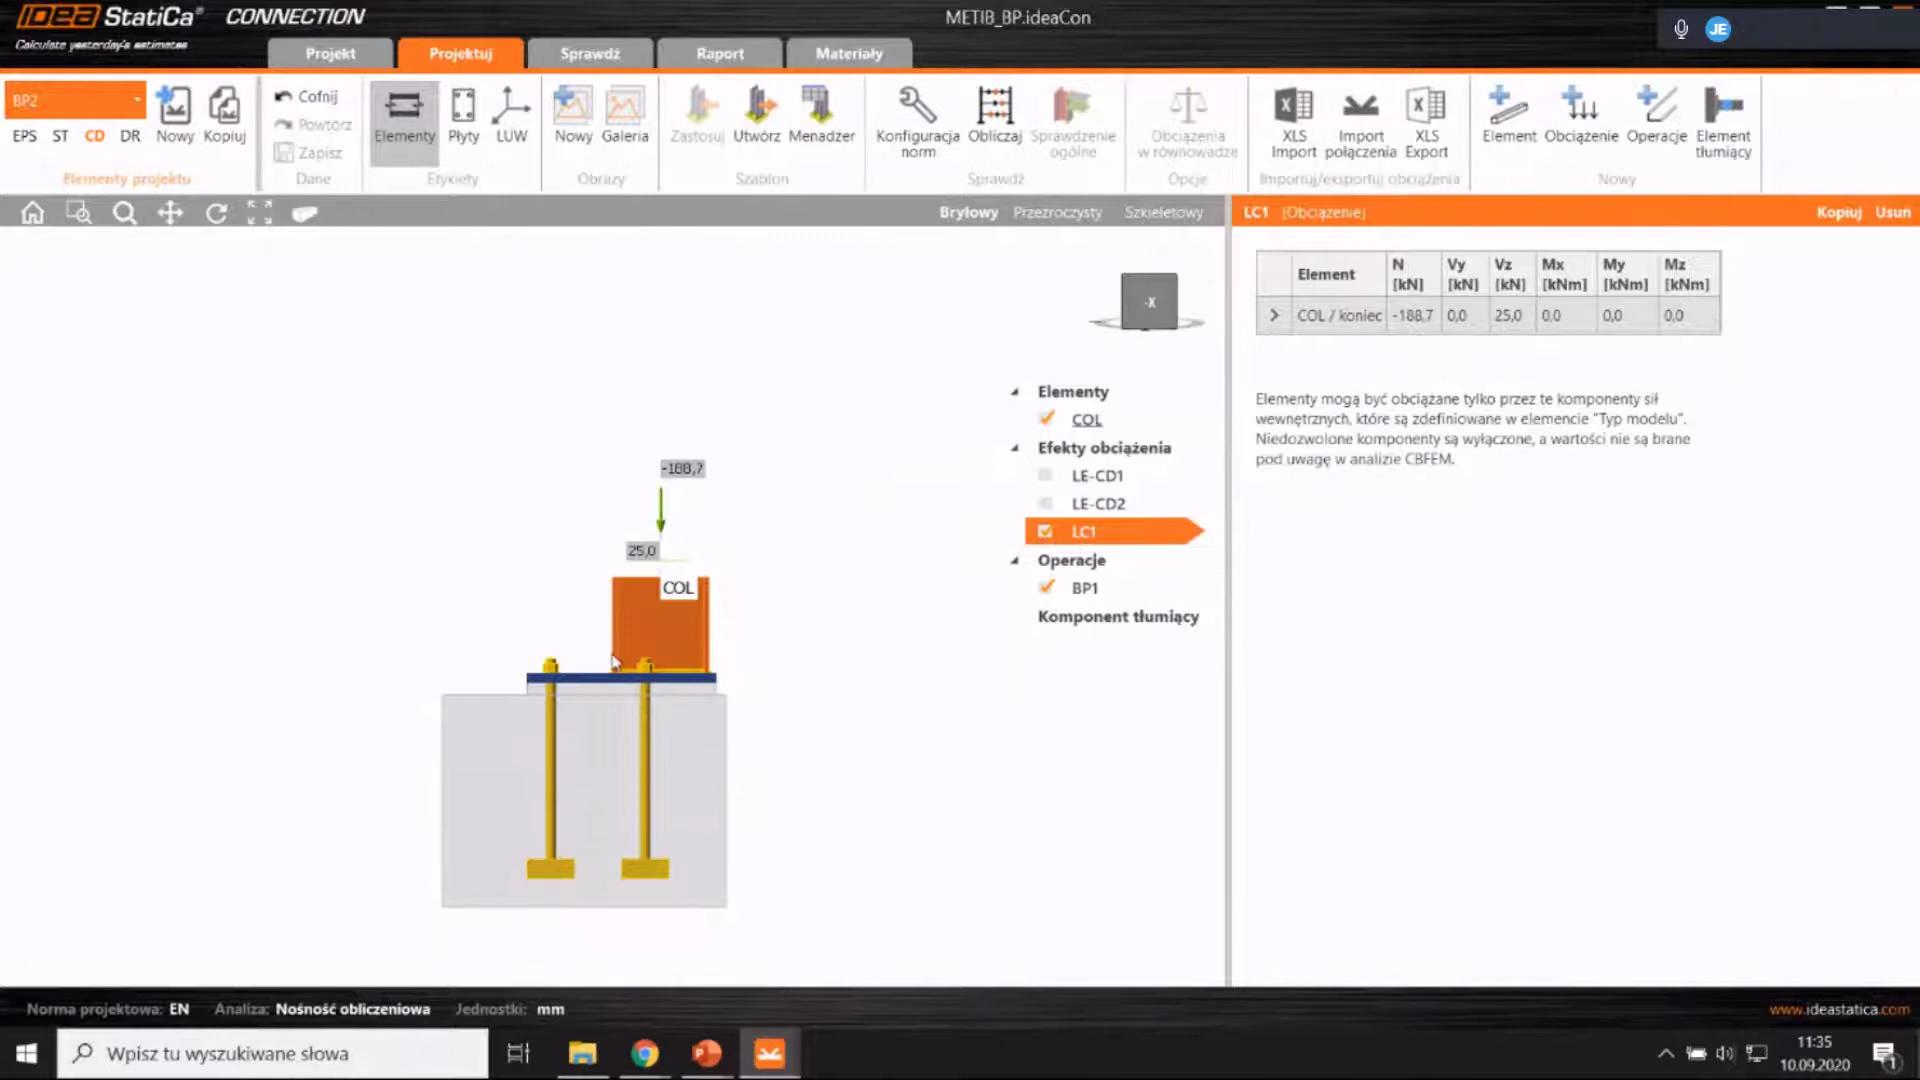 IDEA StatiCa® CONNECTION
Calculate yesterday's estimates
METIB_BP.ideaCon
JE
Projekt
Projektuj
Sprawdź
Raport
Materiały
BP2
EPS
ST
CD
DR
Nowy
Kopiuj
Elementy projektu
Cofnij
Powtórz
Zapisz
Dane
Elementy
Płyty
LUW
Etykiety
Nowy
Galeria
Obrazy
Zastosuj
Utwórz
Menadżer
Szablon
Konfiguracja norm
Obliczaj
Sprawdzenie ogólne
Sprawdź
Obciążenia w równowadze
Opcje
XLS Import
Import połączenia
XLS Export
Importuj/eksportuj obciążenia
Element
Obciążenie
Operacje
Element tłumiący
Nowy
Bryłowy
Przezroczysty
Szkieletowy
LC1 [Obciążenie]
Kopiuj
Usuń
-X
Element
N [kN]
Vy [kN]
Vz [kN]
Mx [kNm]
My [kNm]
Mz [kNm]
COL / koniec
-188,7
0,0
25,0
0,0
0,0
0,0
Elementy mogą być obciążane tylko przez te komponenty sił
wewnętrznych, które są zdefiniowane w elemencie "Typ modelu".
Niedozwolone komponenty są wyłączone, a wartości nie są brane
pod uwagę w analizie CBFEM.
Elementy
COL
Efekty obciążenia
LE-CD1
LE-CD2
LC1
Operacje
BP1
Komponent tłumiący
-188,7
25,0
COL
Norma projektowa: EN
Analiza: Nośność obliczeniowa
Jednostki: mm
www.ideastatica.com
Wpisz tu wyszukiwane słowa
11:35
10.09.2020
1